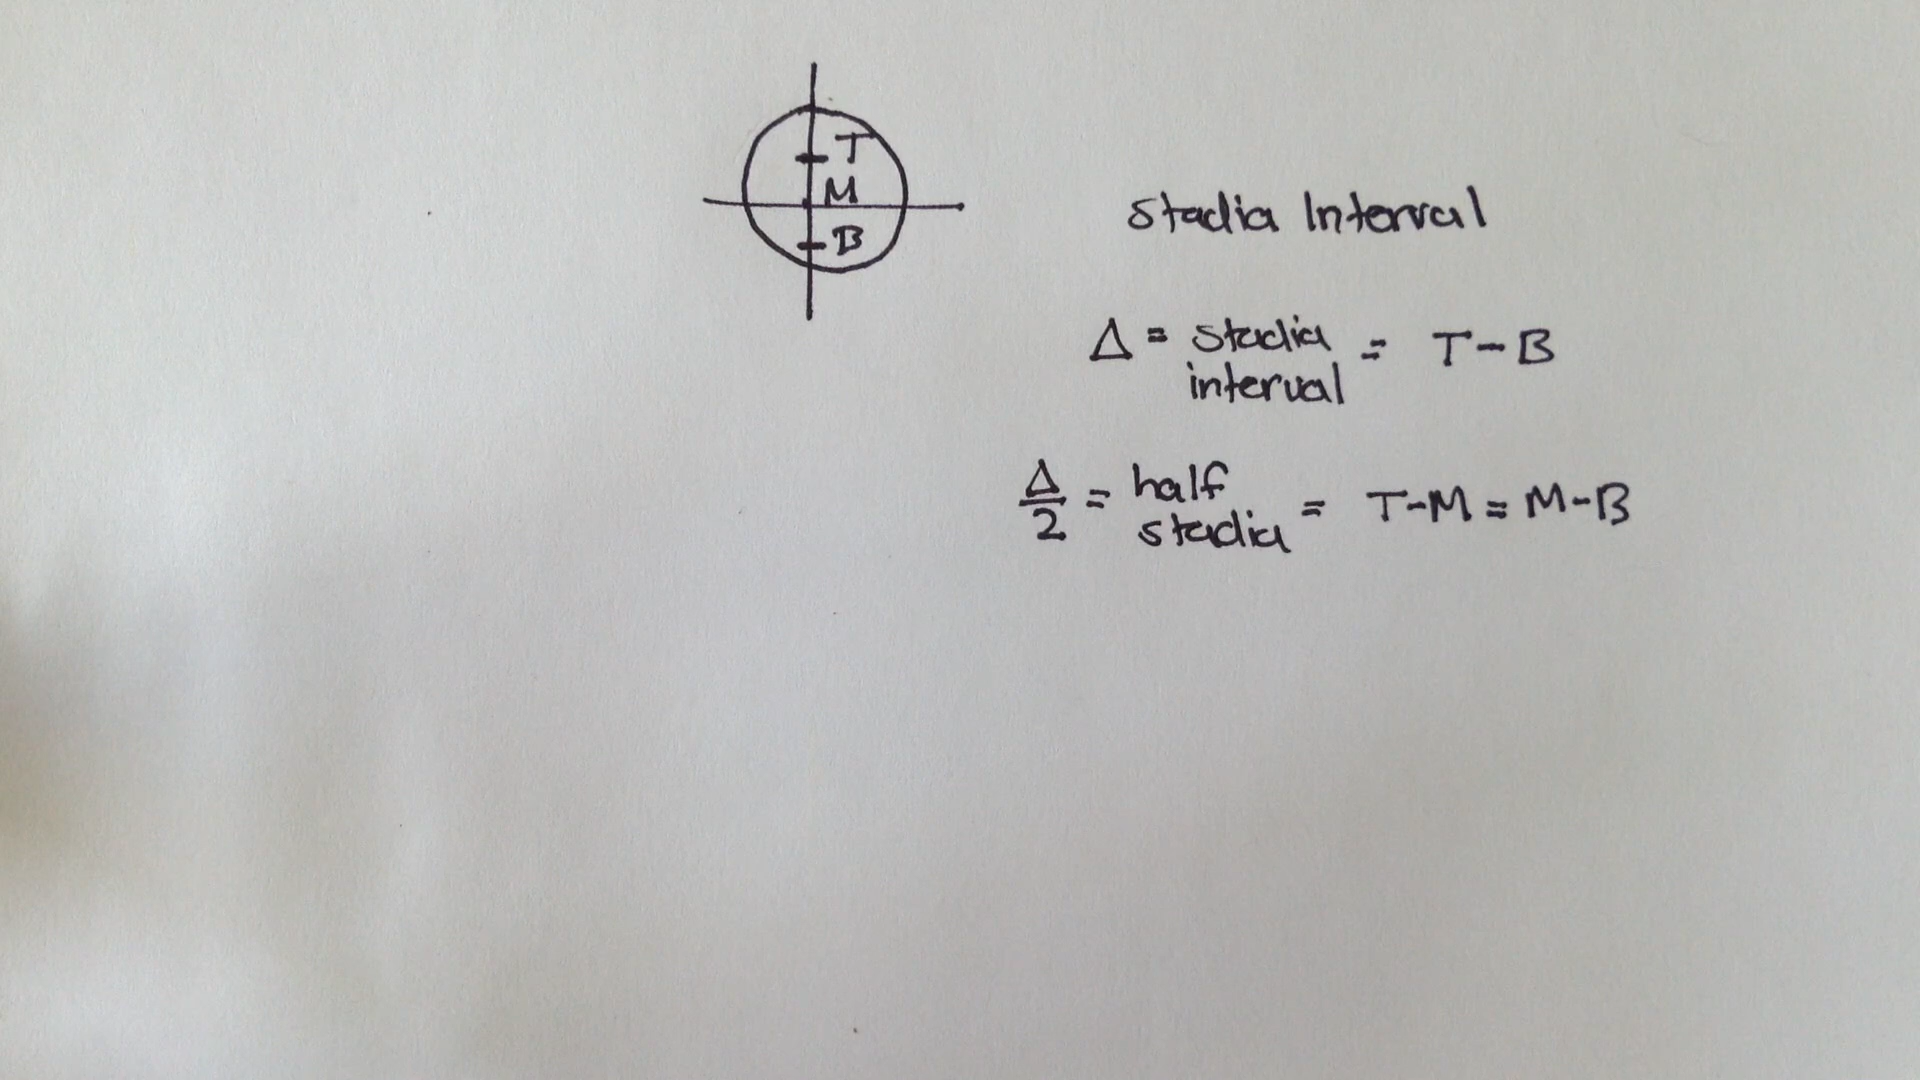 T
M
B
Stadia Interval
Δ = stadia interval = T-B
Δ/2 = half stadia = T-M = M-B